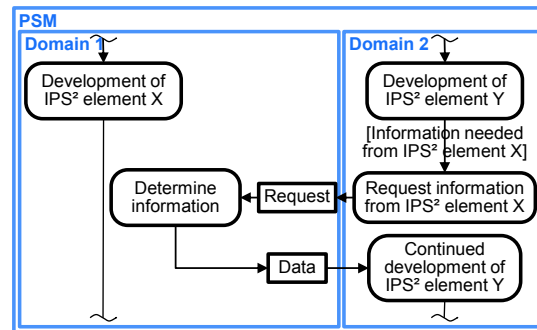 PSM
Domain 1
Domain 2
Development of
IPS² element X
Development of
IPS² element Y
[Information needed
from IPS² element X]
Determine
information
Request
Request information
from IPS² element X
Data
Continued
development of
IPS² element Y